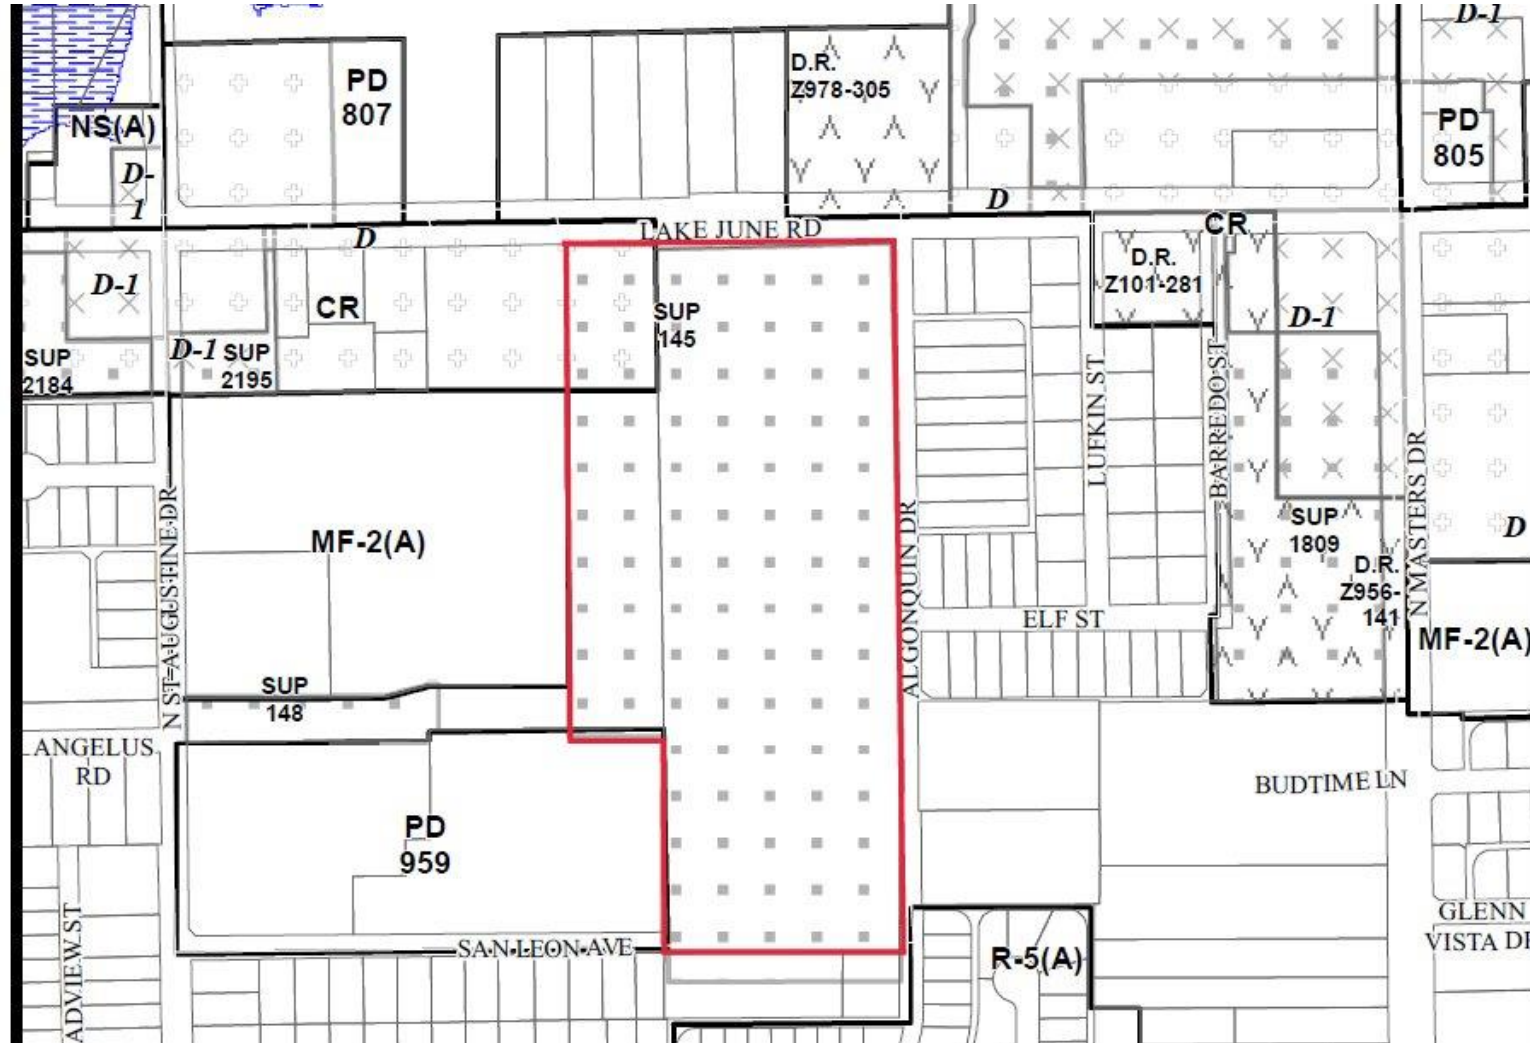 D-1
PD
807
D.R.
Z978-305
NS(A)
PD
805
D-
1
D
D
LAKE JUNE RD
CR
D.R.
Z101-281
D-1
CR
SUP
145
D-1
D-1
SUP
2184
SUP
2195
LUFKIN ST
BARREDO ST
N MASTERS DR
N ST AUGUSTINE DR
MF-2(A)
ALGONQUIN DR
SUP
1809
D
D.R.
Z956-
141
ELF ST
MF-2(A)
SUP
148
ANGELUS
RD
BUDTIME LN
PD
959
ADVIEW ST
SAN LEON AVE
R-5(A)
GLENN
VISTA DR